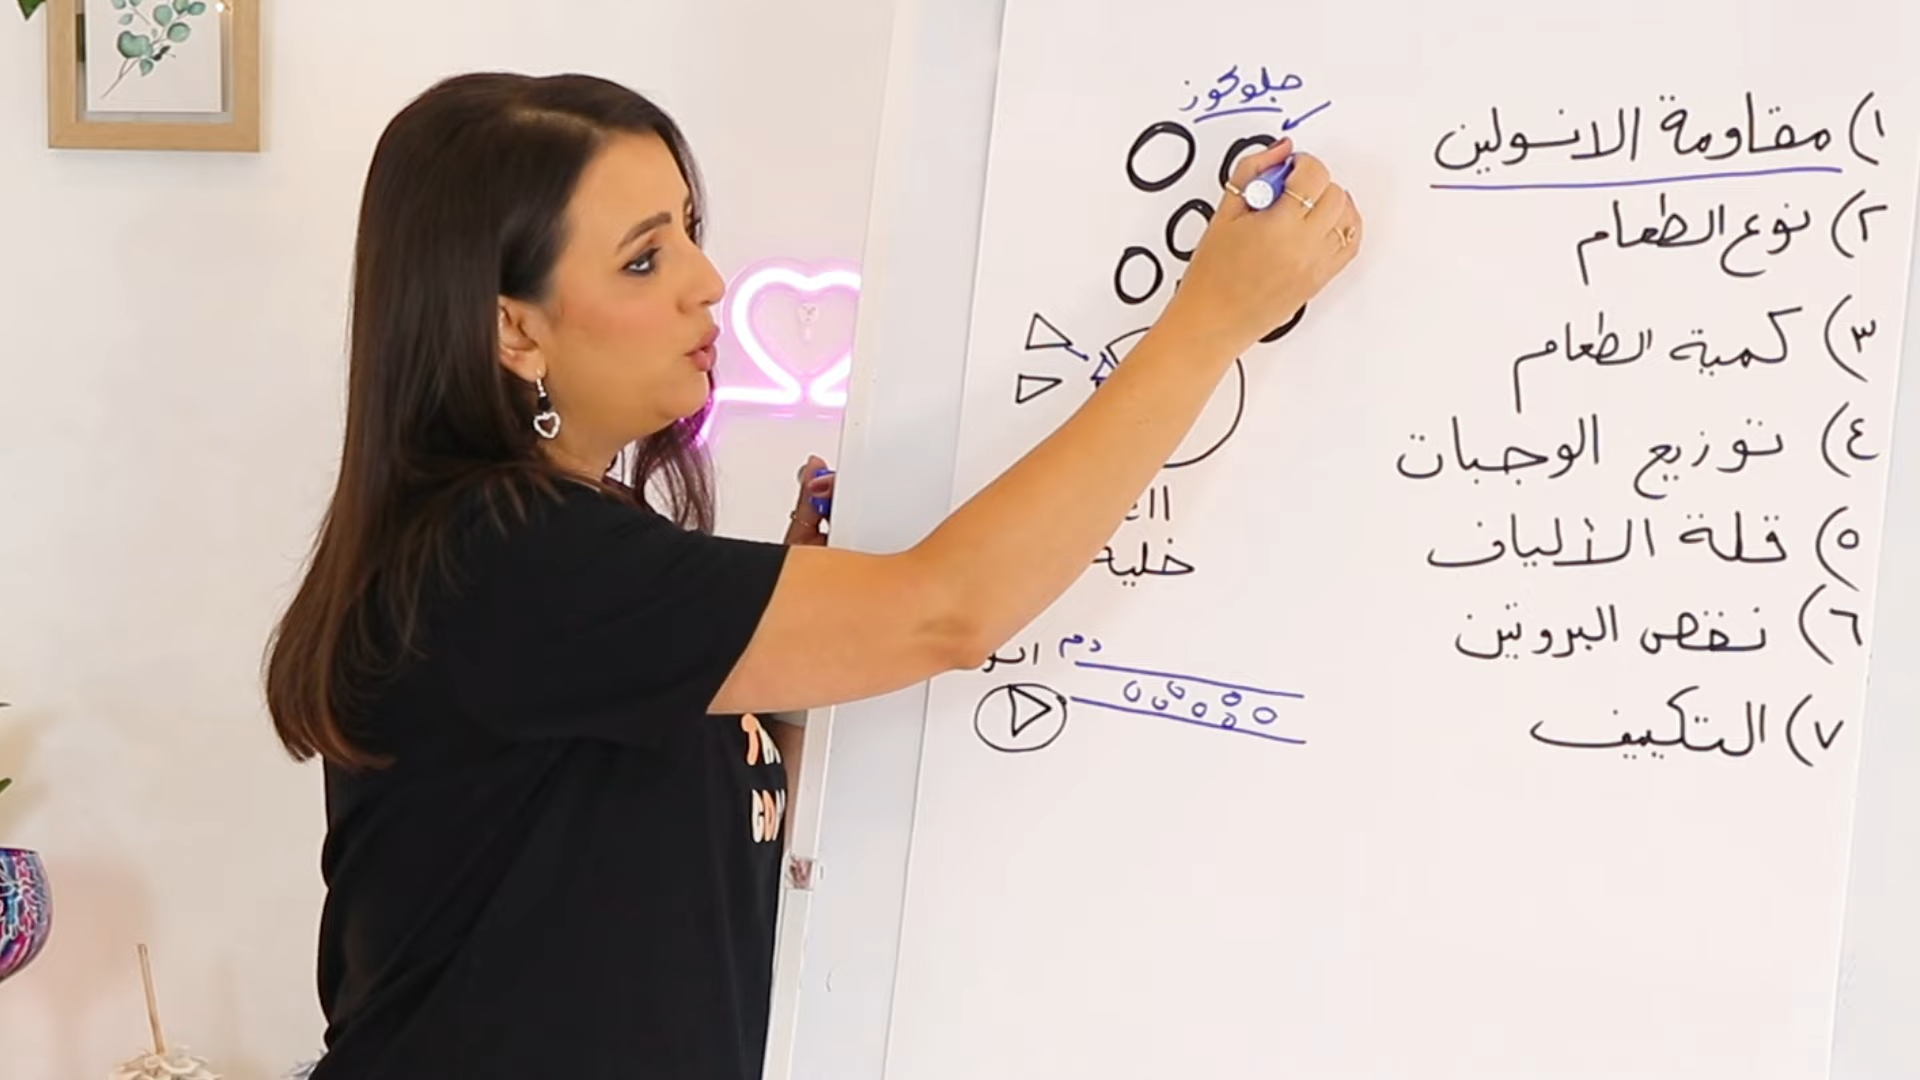 جلوكوز
١) مقاومة الانسولين
٢) نوع الطعام
٣) كمية الطعام
٤) توزيع الوجبات
٥) قلة الألياف
٦) نقص البروتين
٧) التكييف
خلية
دم